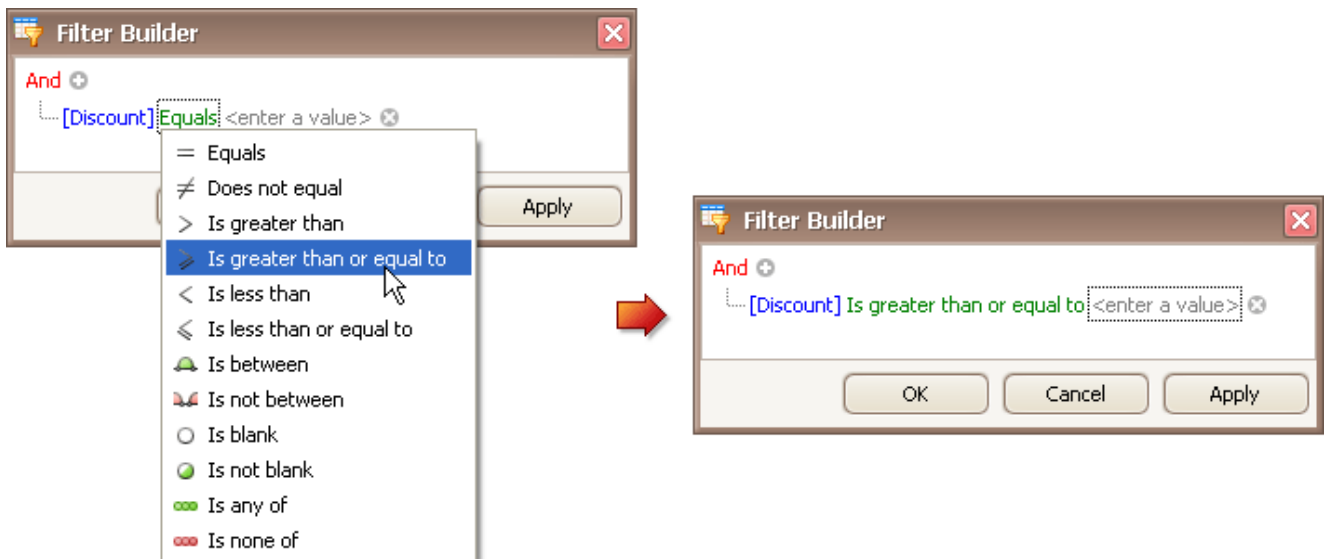 Filter Builder
And
[Discount] Equals <enter a value>
= Equals
≠ Does not equal
> Is greater than
Is greater than or equal to
< Is less than
Is less than or equal to
Is between
Is not between
Is blank
Is not blank
Is any of
Is none of
Apply
Filter Builder
And
[Discount] Is greater than or equal to <enter a value>
OK Cancel Apply